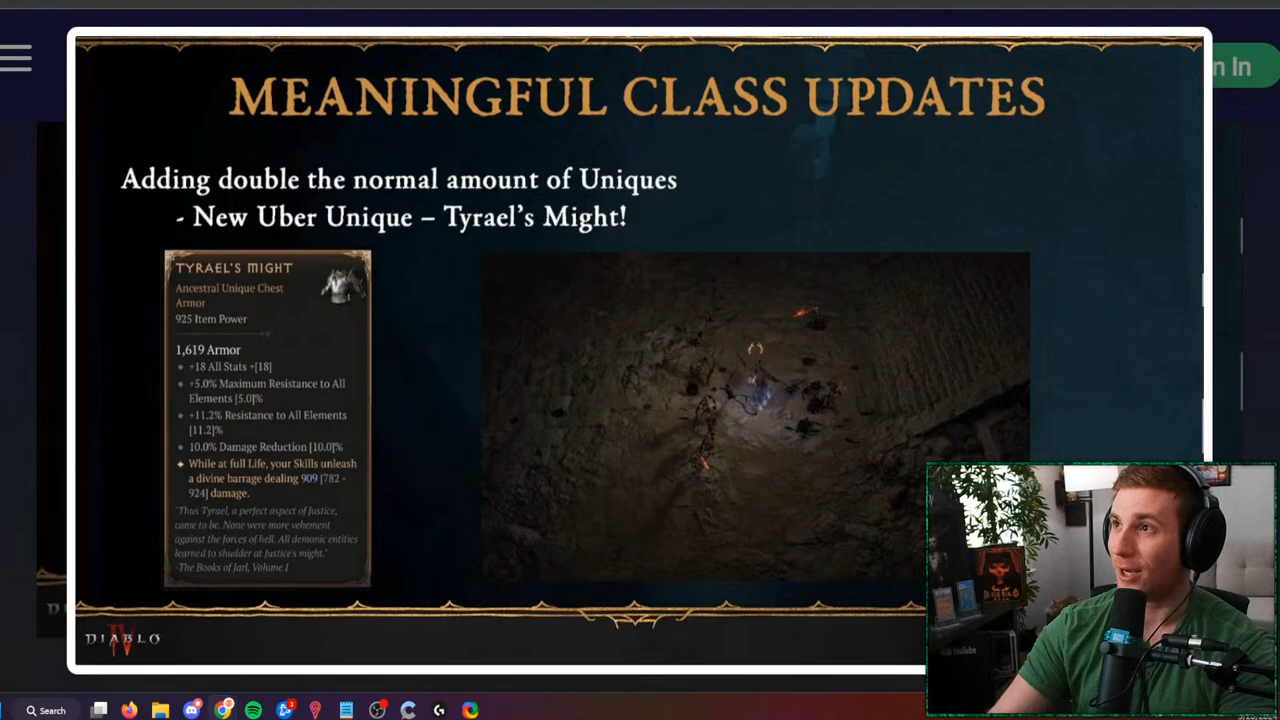 n In
MEANINGFUL CLASS UPDATES
Adding double the normal amount of Uniques
- New Uber Unique – Tyrael's Might!
TYRAEL'S MIGHT
Ancestral Unique Chest
Armor
925 Item Power
1,619 Armor
+18 All Stats +[18]
+5.0% Maximum Resistance to All
Elements [5.0]%
+11.2% Resistance to All Elements
[11.2]%
10.0% Damage Reduction [10.0]%
While at full Life, your Skills unleash
a divine barrage dealing 909 [782 -
924] damage.
"Thus Tyrael, a perfect aspect of Justice,
came to be. None were more vehement
against the forces of hell. All demonic entities
learned to shudder at Justice's might."
-The Books of Jarl, Volume I
DIABLO
IV
DIABLO
YouTube
Search